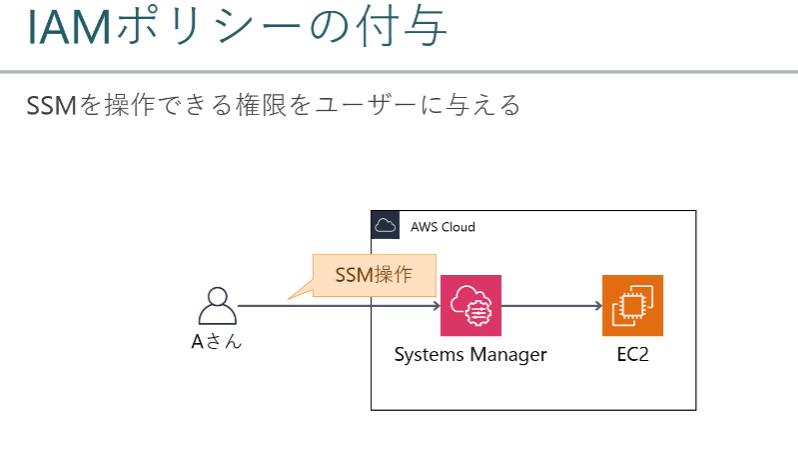 IAMポリシーの付与
SSMを操作できる権限をユーザーに与える
AWS Cloud
SSM操作
Aさん
Systems Manager
EC2